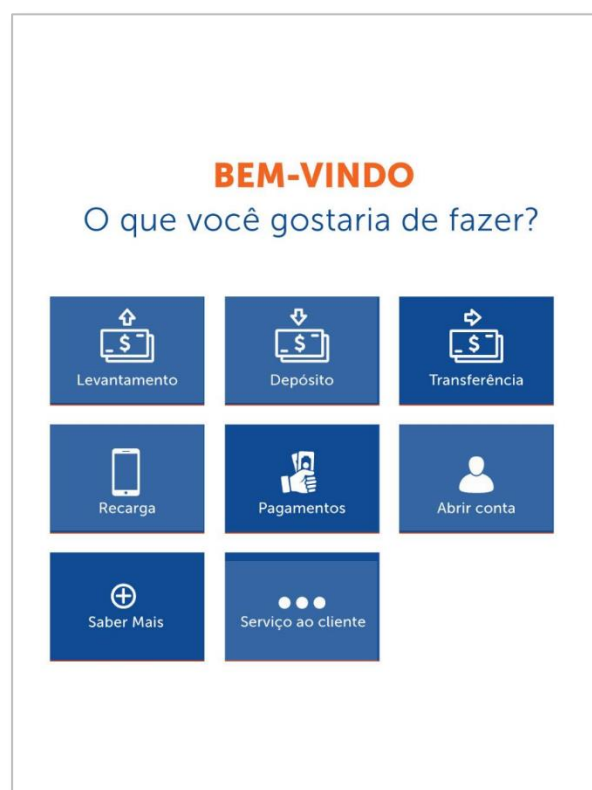 BEM-VINDO
O que você gostaria de fazer?
$ $ $
Levantamento Depósito Transferência
Recarga Pagamentos Abrir conta
Saber Mais Serviço ao cliente